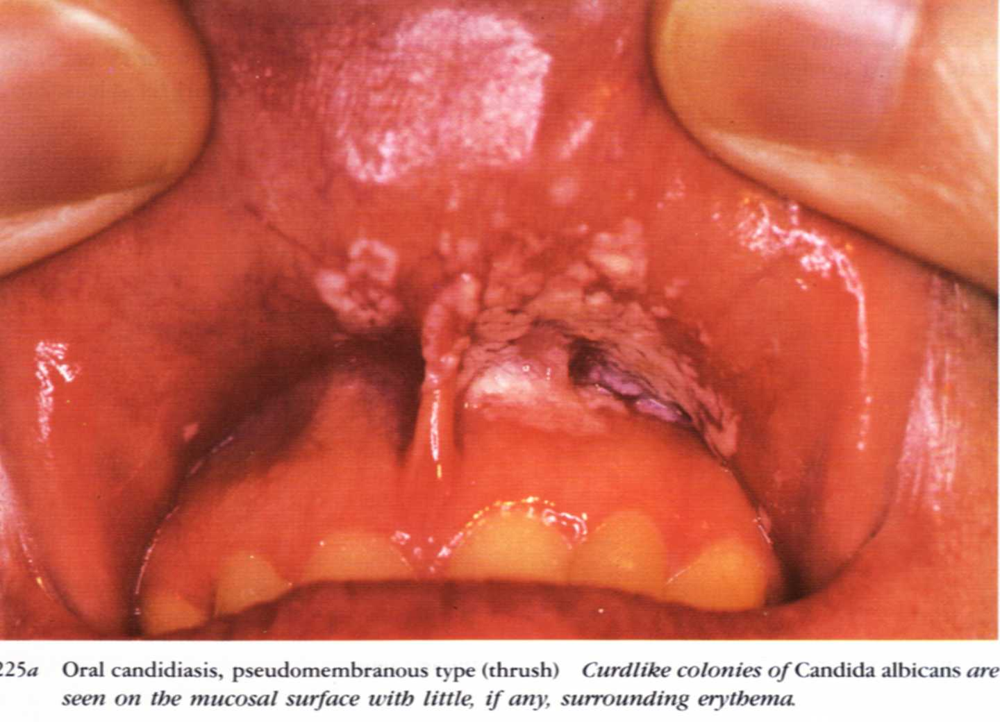 225a Oral candidiasis, pseudomembranous type (thrush) Curdlike colonies of Candida albicans are
seen on the mucosal surface with little, if any, surrounding erythema.